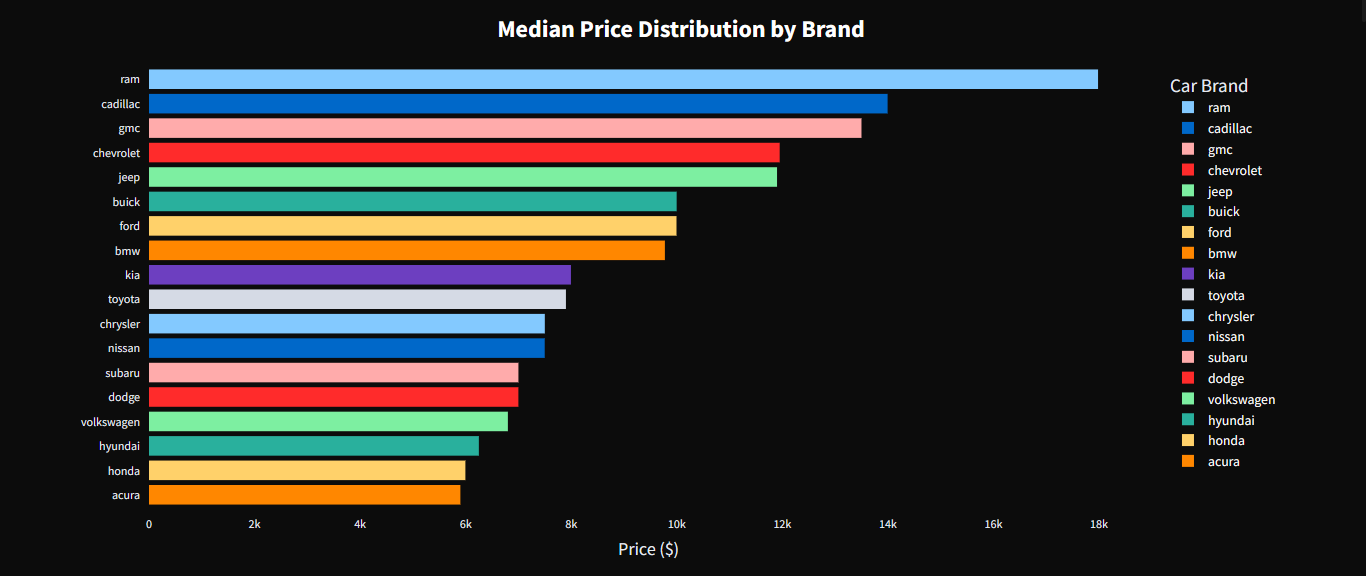 Median Price Distribution by Brand
ram
cadillac
gmc
chevrolet
jeep
buick
ford
bmw
kia
toyota
chrysler
nissan
subaru
dodge
volkswagen
hyundai
honda
acura
0 2k 4k 6k 8k 10k 12k 14k 16k 18k
Price ($)
Car Brand
ram
cadillac
gmc
chevrolet
jeep
buick
ford
bmw
kia
toyota
chrysler
nissan
subaru
dodge
volkswagen
hyundai
honda
acura